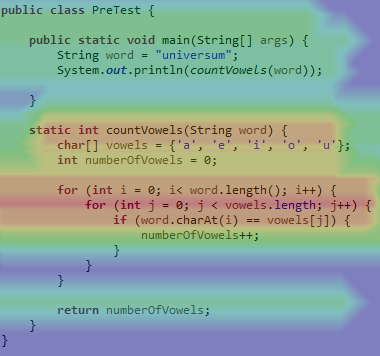 public class PreTest {
public static void main(String[] args) {
String word = "universum";
System.out.println(countVowels(word));
}
static int countVowels(String word) {
char[] vowels = {'a', 'e', 'i', 'o', 'u'};
int numberOfVowels = 0;
for (int i = 0; i< word.length(); i++) {
for (int j = 0; j < vowels.length; j++) {
if (word.charAt(i) == vowels[j]) {
numberOfVowels++;
}
}
}
return numberOfVowels;
}
}